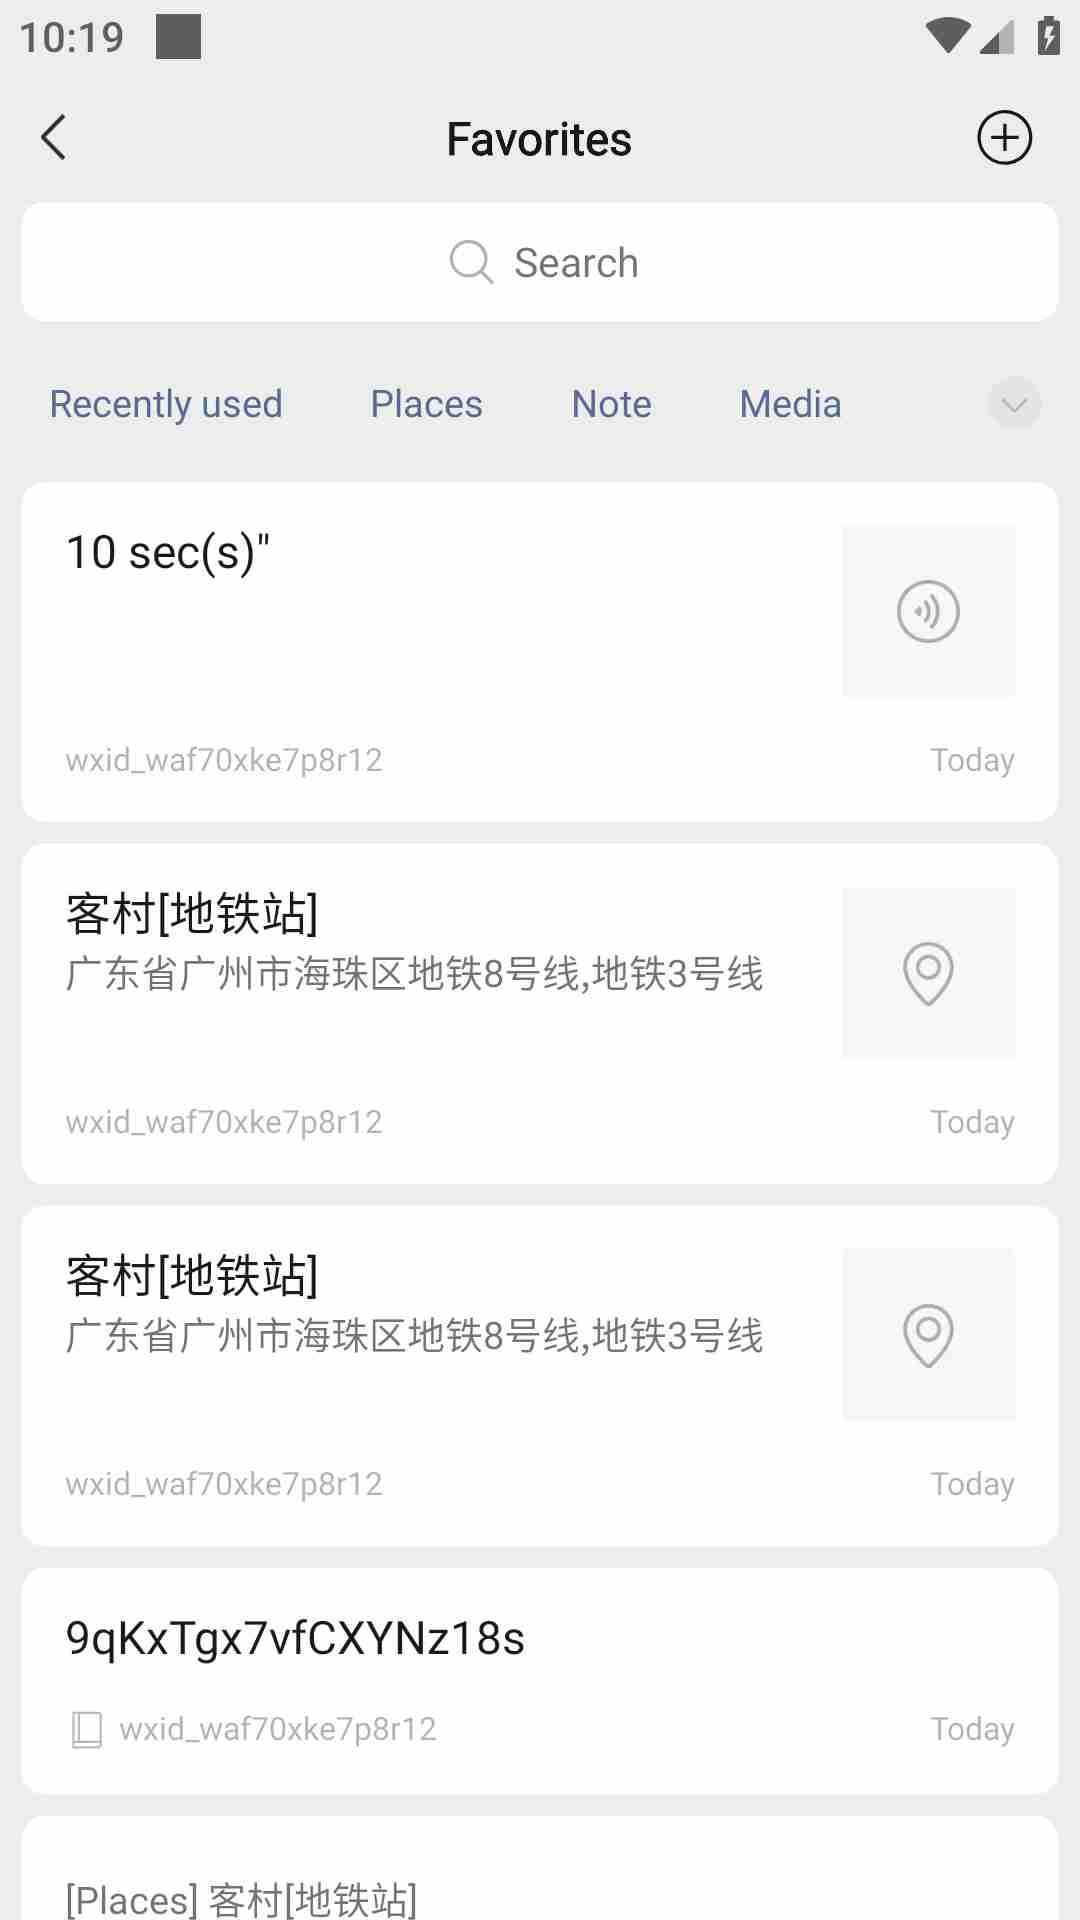 10:19
Favorites
Search
Recently used Places Note Media
10 sec(s)"
wxid_waf70xke7p8r12 Today
客村[地铁站]
广东省广州市海珠区地铁8号线,地铁3号线
wxid_waf70xke7p8r12 Today
客村[地铁站]
广东省广州市海珠区地铁8号线,地铁3号线
wxid_waf70xke7p8r12 Today
9qKxTgx7vfCXYNz18s
wxid_waf70xke7p8r12 Today
[Places] 客村[地铁站]